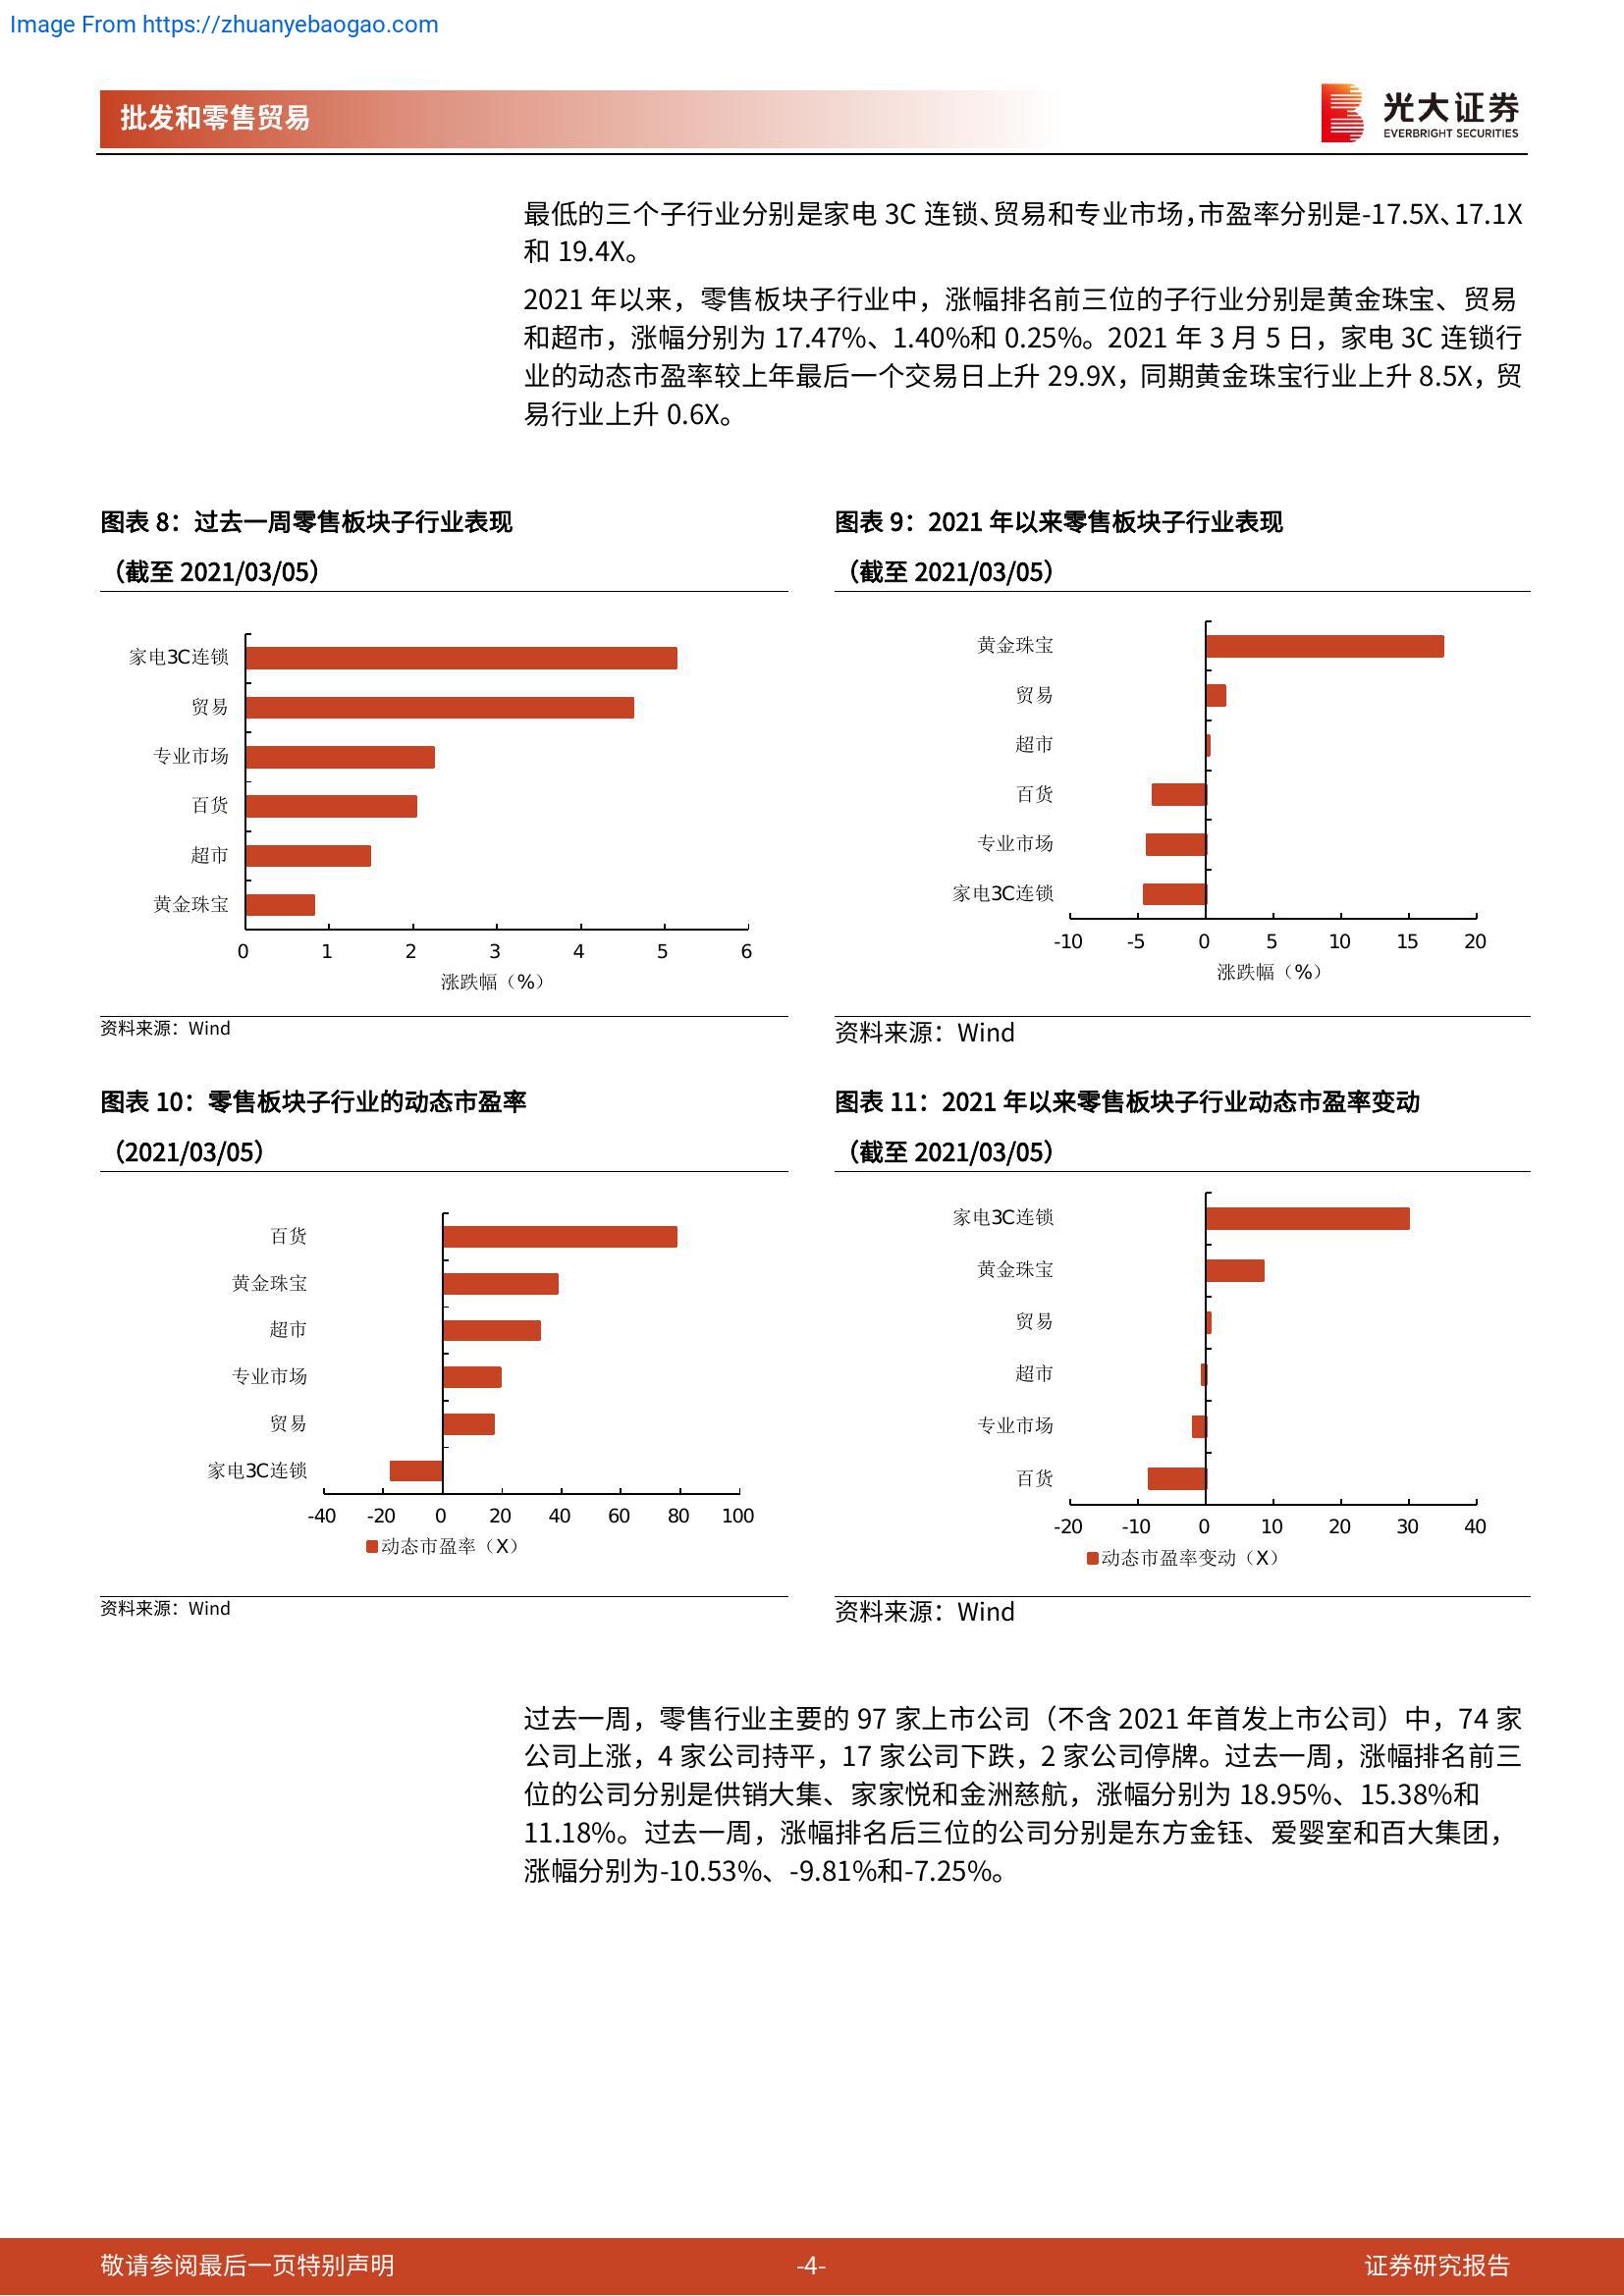 Image From https://zhuanyebaogao.com
批发和零售贸易
光大证券
EVERBRIGHT SECURITIES
最低的三个子行业分别是家电 3C 连锁、贸易和专业市场，市盈率分别是-17.5X、17.1X
和 19.4X。
2021 年以来，零售板块子行业中，涨幅排名前三位的子行业分别是黄金珠宝、贸易
和超市，涨幅分别为 17.47%、1.40%和 0.25%。2021 年 3 月 5 日，家电 3C 连锁行
业的动态市盈率较上年最后一个交易日上升 29.9X，同期黄金珠宝行业上升 8.5X，贸
易行业上升 0.6X。
图表 8：过去一周零售板块子行业表现
（截至 2021/03/05）
家电3C连锁
贸易
专业市场
百货
超市
黄金珠宝
0 1 2 3 4 5 6
涨跌幅（%）
资料来源：Wind
图表 9：2021 年以来零售板块子行业表现
（截至 2021/03/05）
黄金珠宝
贸易
超市
百货
专业市场
家电3C连锁
-10 -5 0 5 10 15 20
涨跌幅（%）
资料来源：Wind
图表 10：零售板块子行业的动态市盈率
（2021/03/05）
百货
黄金珠宝
超市
专业市场
贸易
家电3C连锁
-40 -20 0 20 40 60 80 100
动态市盈率（X）
资料来源：Wind
图表 11：2021 年以来零售板块子行业动态市盈率变动
（截至 2021/03/05）
家电3C连锁
黄金珠宝
贸易
超市
专业市场
百货
-20 -10 0 10 20 30 40
动态市盈率变动（X）
资料来源：Wind
过去一周，零售行业主要的 97 家上市公司（不含 2021 年首发上市公司）中，74 家
公司上涨，4 家公司持平，17 家公司下跌，2 家公司停牌。过去一周，涨幅排名前三
位的公司分别是供销大集、家家悦和金洲慈航，涨幅分别为 18.95%、15.38%和
11.18%。过去一周，涨幅排名后三位的公司分别是东方金钰、爱婴室和百大集团，
涨幅分别为-10.53%、-9.81%和-7.25%。
敬请参阅最后一页特别声明
-4-
证券研究报告